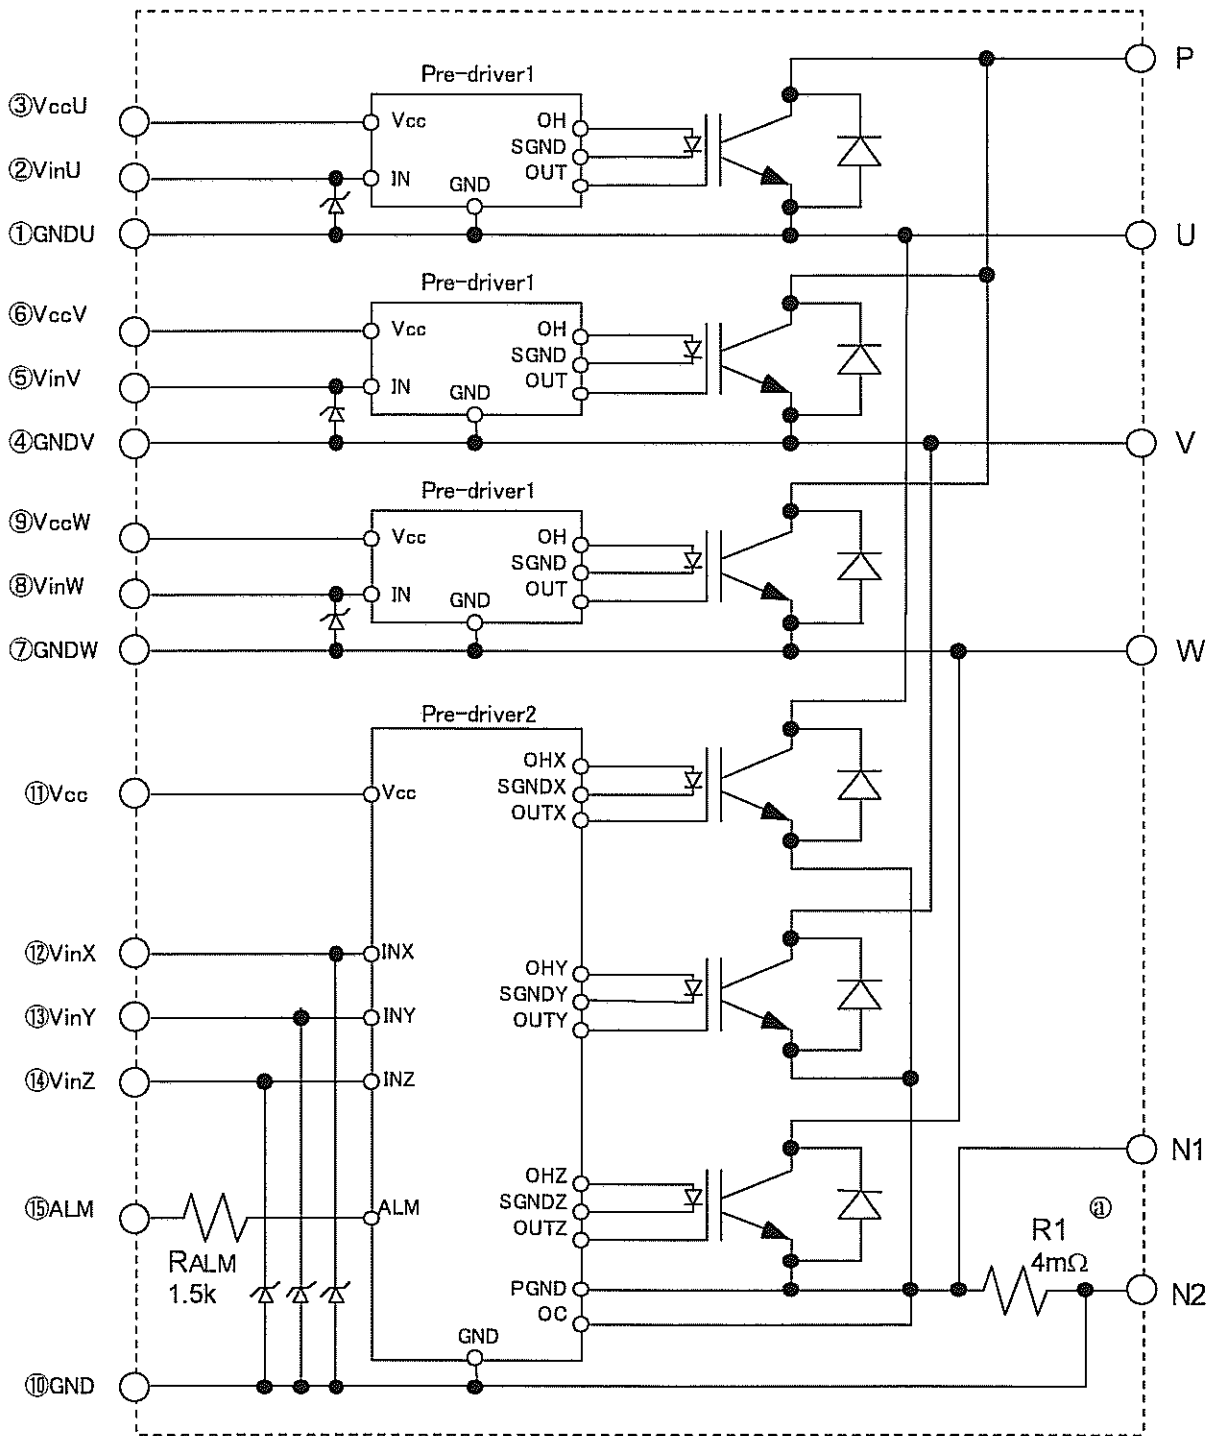 P
Pre-driver1
③VccU
Vcc
OH
SGND
②VinU
IN
OUT
GND
①GNDU
U
Pre-driver1
⑥VccV
Vcc
OH
SGND
⑤VinV
IN
OUT
GND
④GNDV
V
Pre-driver1
⑨VccW
Vcc
OH
SGND
⑧VinW
IN
OUT
GND
⑦GNDW
W
Pre-driver2
OHX
⑪Vcc
Vcc
SGNDX
OUTX
⑫VinX
INX
OHY
SGNDY
⑬VinY
INY
OUTY
⑭VinZ
INZ
N1
OHZ
⑮ALM
ALM
SGNDZ
ⓐ
OUTZ
R1
RALM
4mΩ
1.5k
PGND
N2
OC
GND
⑩GND